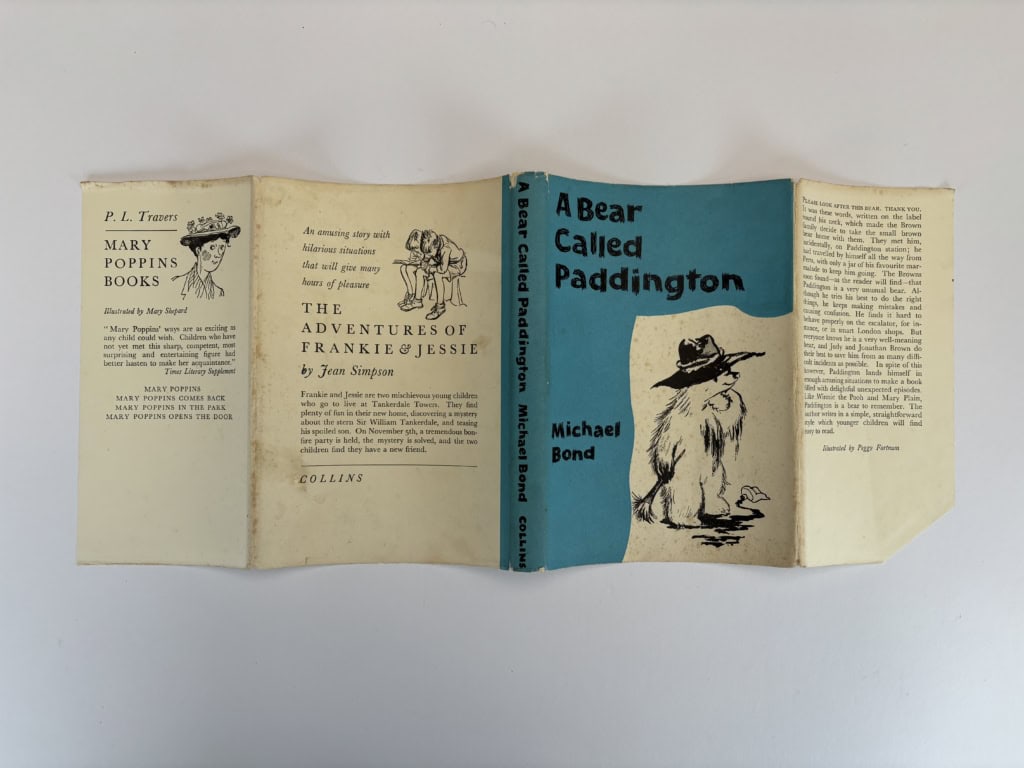 P. L. Travers
MARY
POPPINS
BOOKS
Illustrated by Mary Shepard
"Mary Poppins' ways are as exciting as
any child could wish. Children who have
not yet met this sharp, competent, most
surprising and entertaining figure had
better hasten to make her acquaintance."
Times Literary Supplement
MARY POPPINS
MARY POPPINS COMES BACK
MARY POPPINS IN THE PARK
MARY POPPINS OPENS THE DOOR
An amusing story with
hilarious situations
that will give many
hours of pleasure
THE
ADVENTURES OF
FRANKIE & JESSIE
by Jean Simpson
Frankie and Jessie are two mischievous young children
who go to live at Tankerdale Towers. They find
plenty of fun in their new home, discovering a mystery
about the stern Sir William Tankerdale, and teasing
his spoiled son. On November 5th, a tremendous bon-
fire party is held, the mystery is solved, and the two
children find they have a new friend.
COLLINS
A Bear Called Paddington Michael Bond COLLINS
A Bear
Called
Paddington
Michael
Bond
PLEASE LOOK AFTER THIS BEAR. THANK YOU.
It was these words, written on the label
round his neck, which made the Brown
family decide to take the small brown
bear home with them. They met him,
incidentally, on Paddington station; he
had travelled by himself all the way from
Peru, with only a jar of his favourite mar-
malade to keep him going. The Browns
soon found—as the reader will find—that
Paddington is a very unusual bear. Al-
though he tries his best to do the right
things, he keeps making mistakes and
causing confusion. He finds it hard to
behave properly on the escalator, for in-
stance, or in smart London shops. But
everyone knows he is a very well-meaning
bear, and Judy and Jonathan Brown do
their best to save him from as many diffi-
cult incidents as possible. In spite of this
however, Paddington lands himself in
enough amusing situations to make a book
filled with delightful unexpected episodes.
Like Winnie the Pooh and Mary Plain,
Paddington is a bear to remember. The
author writes in a simple, straightforward
style which younger children will find
easy to read.
Illustrated by Peggy Fortnum